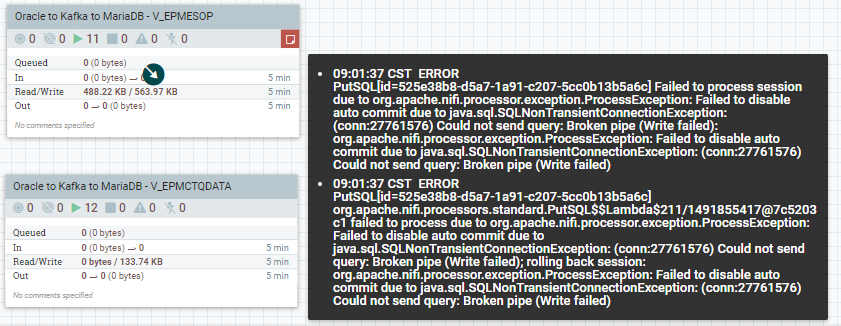 Oracle to Kafka to MariaDB - V_EPMESOP
0 0 11 0 0 0
Queued 0 (0 bytes)
In 0 (0 bytes) → 0 5 min
Read/Write 488.22 KB / 563.97 KB 5 min
Out 0 → 0 (0 bytes) 5 min
No comments specified
Oracle to Kafka to MariaDB - V_EPMCTQDATA
0 0 12 0 0 0
Queued 0 (0 bytes)
In 0 (0 bytes) → 0 5 min
Read/Write 0 bytes / 133.74 KB 5 min
Out 0 → 0 (0 bytes) 5 min
No comments specified
• 09:01:37 CST ERROR
PutSQL[id=525e38b8-d5a7-1a91-c207-5cc0b13b5a6c] Failed to process session
due to org.apache.nifi.processor.exception.ProcessException: Failed to disable
auto commit due to java.sql.SQLNonTransientConnectionException:
(conn:27761576) Could not send query: Broken pipe (Write failed):
org.apache.nifi.processor.exception.ProcessException: Failed to disable auto
commit due to java.sql.SQLNonTransientConnectionException: (conn:27761576)
Could not send query: Broken pipe (Write failed)
• 09:01:37 CST ERROR
PutSQL[id=525e38b8-d5a7-1a91-c207-5cc0b13b5a6c]
org.apache.nifi.processors.standard.PutSQL$$Lambda$211/1491855417@7c5203
c1 failed to process due to org.apache.nifi.processor.exception.ProcessException:
Failed to disable auto commit due to
java.sql.SQLNonTransientConnectionException: (conn:27761576) Could not send
query: Broken pipe (Write failed); rolling back session:
org.apache.nifi.processor.exception.ProcessException: Failed to disable auto
commit due to java.sql.SQLNonTransientConnectionException: (conn:27761576)
Could not send query: Broken pipe (Write failed)